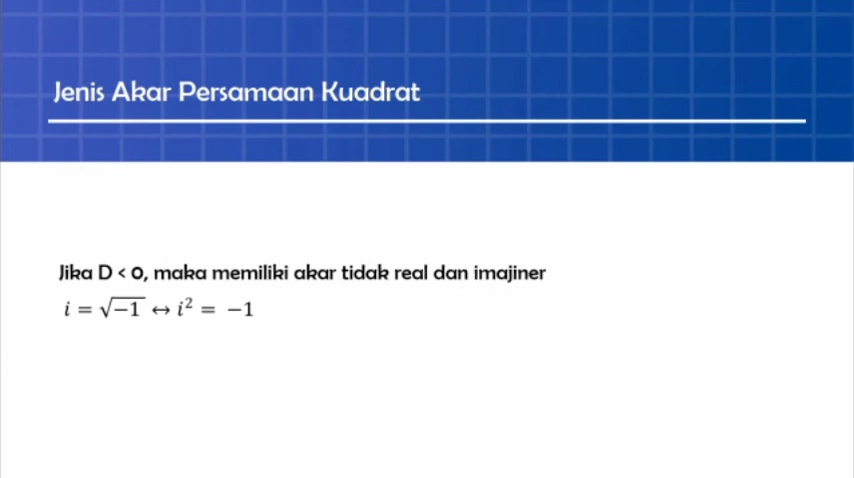 Jenis Akar Persamaan Kuadrat
Jika D < 0, maka memiliki akar tidak real dan imajiner
i = √−1 ↔ i² = −1